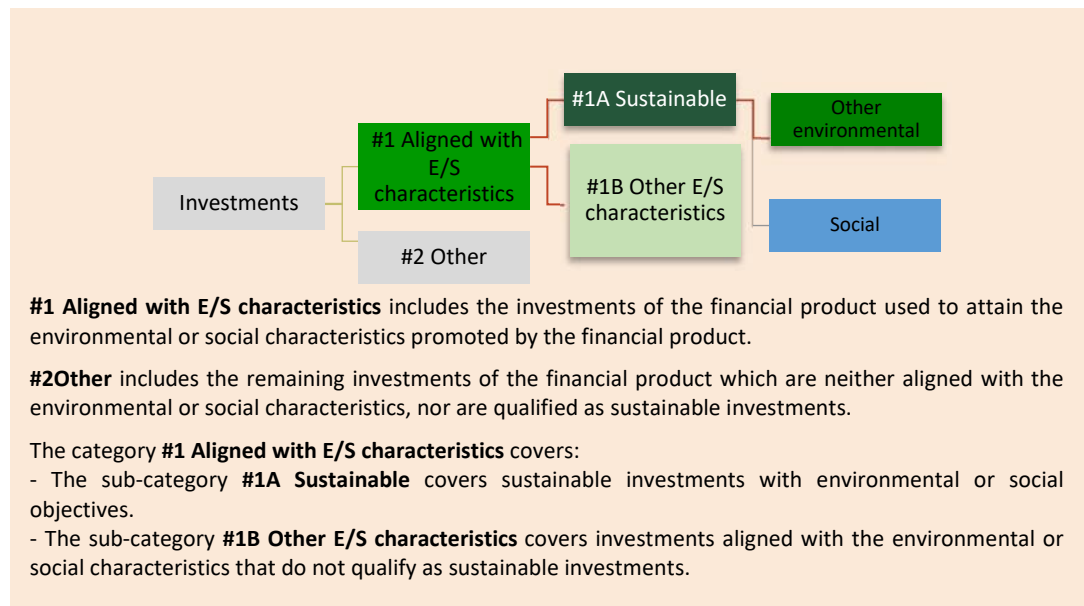 #1A Sustainable
Other
environmental
#1 Aligned with
E/S
characteristics
#1B Other E/S
characteristics
Investments
Social
#2 Other
#1 Aligned with E/S characteristics includes the investments of the financial product used to attain the
environmental or social characteristics promoted by the financial product.
#2Other includes the remaining investments of the financial product which are neither aligned with the
environmental or social characteristics, nor are qualified as sustainable investments.
The category #1 Aligned with E/S characteristics covers:
- The sub-category #1A Sustainable covers sustainable investments with environmental or social
objectives.
- The sub-category #1B Other E/S characteristics covers investments aligned with the environmental or
social characteristics that do not qualify as sustainable investments.